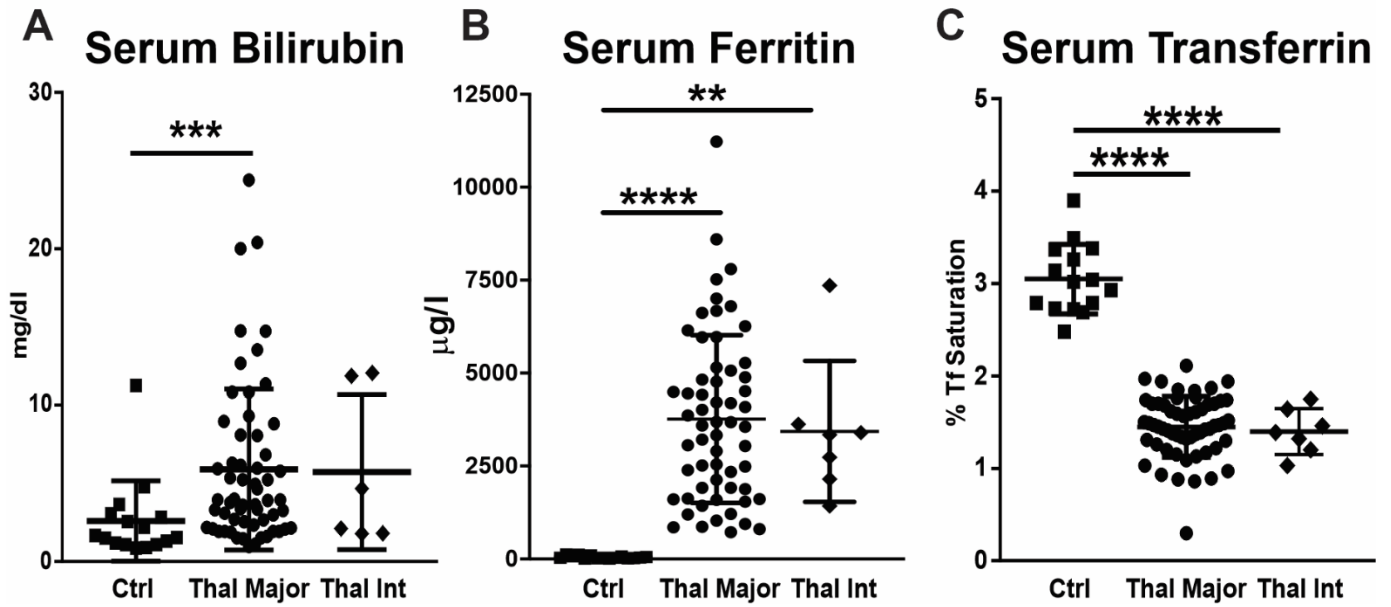 A Serum Bilirubin
mg/dl
30
20
10
0
***
Ctrl Thal Major Thal Int
B Serum Ferritin
μg/l
12500
10000
7500
5000
2500
0
**
****
Ctrl Thal Major Thal Int
C Serum Transferrin
% Tf Saturation
5
4
3
2
1
0
****
****
Ctrl Thal Major Thal Int